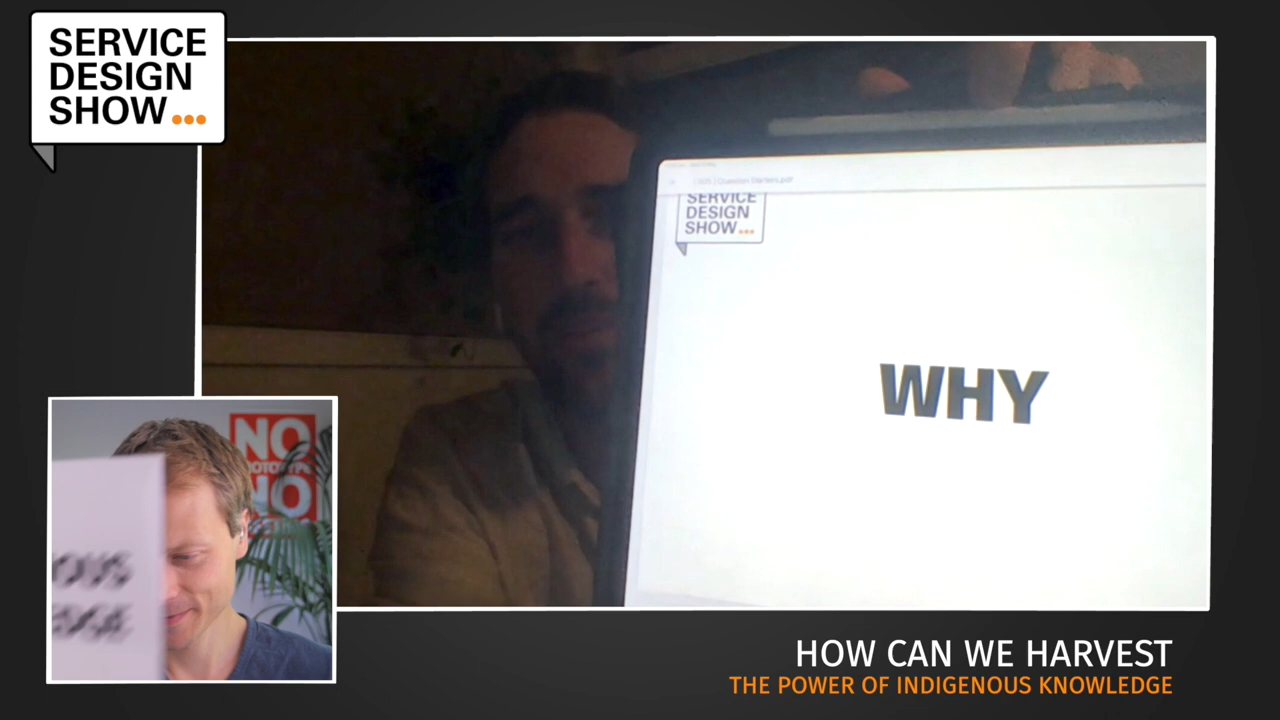 SERVICE
DESIGN
SHOW...
SERVICE
DESIGN
SHOW...
WHY
NO
NO
HOW CAN WE HARVEST
THE POWER OF INDIGENOUS KNOWLEDGE